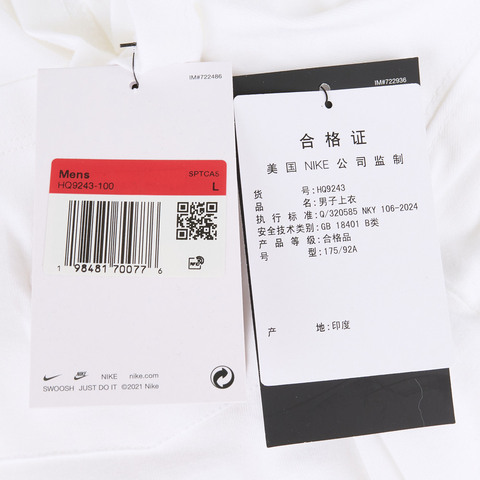 IM#722486
Mens
SPTCAS
HQ9243-100
L
1 98481 70077 6
NIKE
SWOOSH JUST DO IT ©2021 Nike
IM#722936
合格证
美国 NIKE 公司监制
货号:HQ9243
品名:男子上衣
执行标准:Q/320585 NKY 106-2024
安全技术类别:GB 18401 B类
产品等级:合格品
号型:175/92A
产地:印度